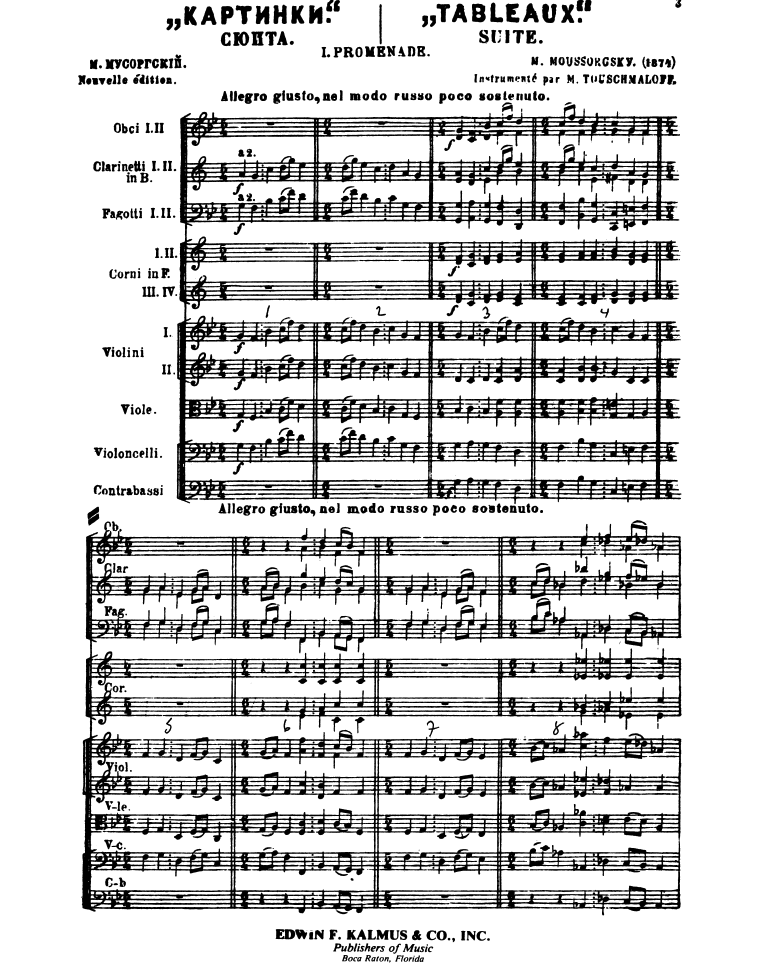 3
„КАРТИНКИ.“ „TABLEAUX.“
СЮИТА. SUITE.
I. PROMENADE.
М. МУСОРГСКІЙ. M. MOUSSORGSKY. (1874)
Nouvelle édition. Instrumenté par M. TOUSCHMALOFF.
Allegro giusto, nel modo russo poco sostenuto.
Oboi I.II
a2.
Clarinetti I.II.
in B.
f
a2.
Fagotti I.II.
f
f
I.II.
f
Corni in F.
III.IV.
f
1 2 3 4
I.
f
Violini
II.
f
Viole.
f
Violoncelli.
f
Contrabassi
Allegro giusto, nel modo russo poco sostenuto.
Ob.
Clar
Fag.
Cor.
5 6 7 8
Viol.
V-le.
V-c.
C-b
EDWIN F. KALMUS & CO., INC.
Publishers of Music
Boca Raton, Florida